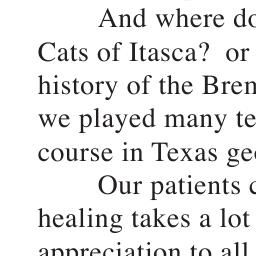 And where do
Cats of Itasca?  or
history of the Bren
we played many te
course in Texas geo
Our patients c
healing takes a lot
appreciation to all